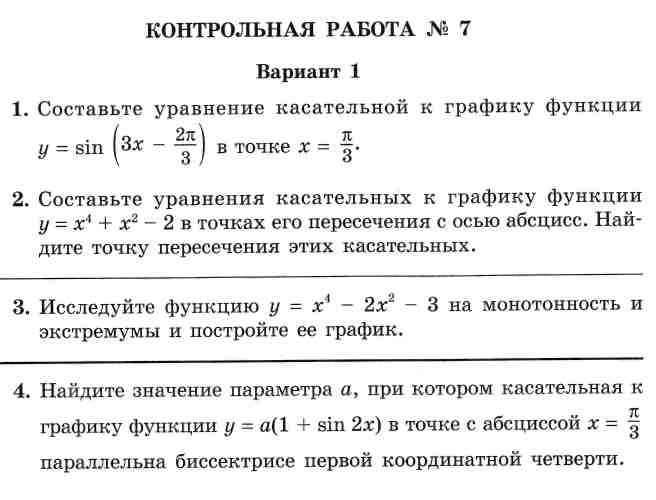 КОНТРОЛЬНАЯ РАБОТА № 7
Вариант 1
1. Составьте уравнение касательной к графику функции
y = sin (3x − 2π/3) в точке x = π/3.
2. Составьте уравнения касательных к графику функции
y = x⁴ + x² − 2 в точках его пересечения с осью абсцисс. Най-
дите точку пересечения этих касательных.
3. Исследуйте функцию y = x⁴ − 2x² − 3 на монотонность и
экстремумы и постройте ее график.
4. Найдите значение параметра a, при котором касательная к
графику функции y = a(1 + sin 2x) в точке с абсциссой x = π/3
параллельна биссектрисе первой координатной четверти.